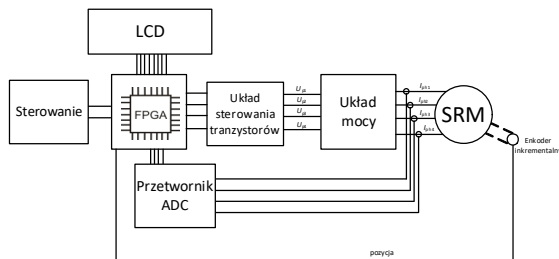 LCD
Sterowanie
FPGA
Układ
sterowania
tranzystorów
U
U
U
U
Układ
mocy
I
I
I
I
SRM
Enkoder
inkrementalny
Przetwornik
ADC
pozycja